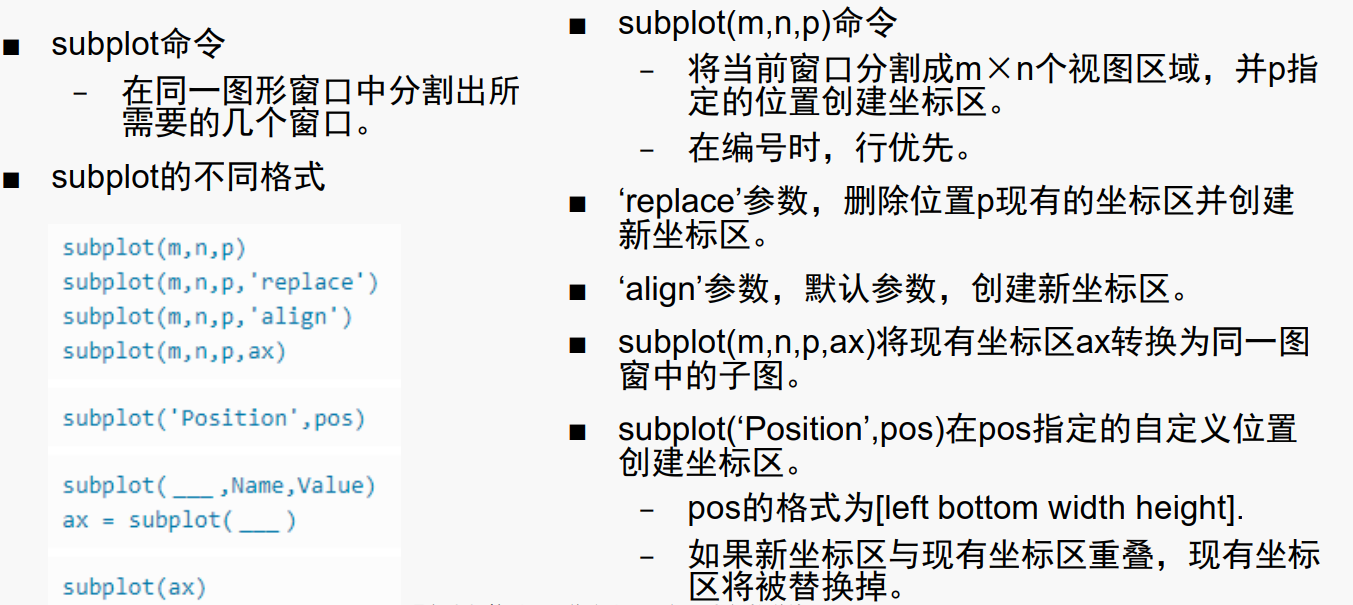 ■ subplot命令
– 在同一图形窗口中分割出所
需要的几个窗口。
■ subplot的不同格式
subplot(m,n,p)
subplot(m,n,p,'replace')
subplot(m,n,p,'align')
subplot(m,n,p,ax)
subplot('Position',pos)
subplot(___,Name,Value)
ax = subplot(___)
subplot(ax)
■ subplot(m,n,p)命令
– 将当前窗口分割成m×n个视图区域，并p指
定的位置创建坐标区。
– 在编号时，行优先。
■ ‘replace’参数，删除位置p现有的坐标区并创建
新坐标区。
■ ‘align’参数，默认参数，创建新坐标区。
■ subplot(m,n,p,ax)将现有坐标区ax转换为同一图
窗中的子图。
■ subplot(‘Position’,pos)在pos指定的自定义位置
创建坐标区。
– pos的格式为[left bottom width height].
– 如果新坐标区与现有坐标区重叠，现有坐标
区将被替换掉。